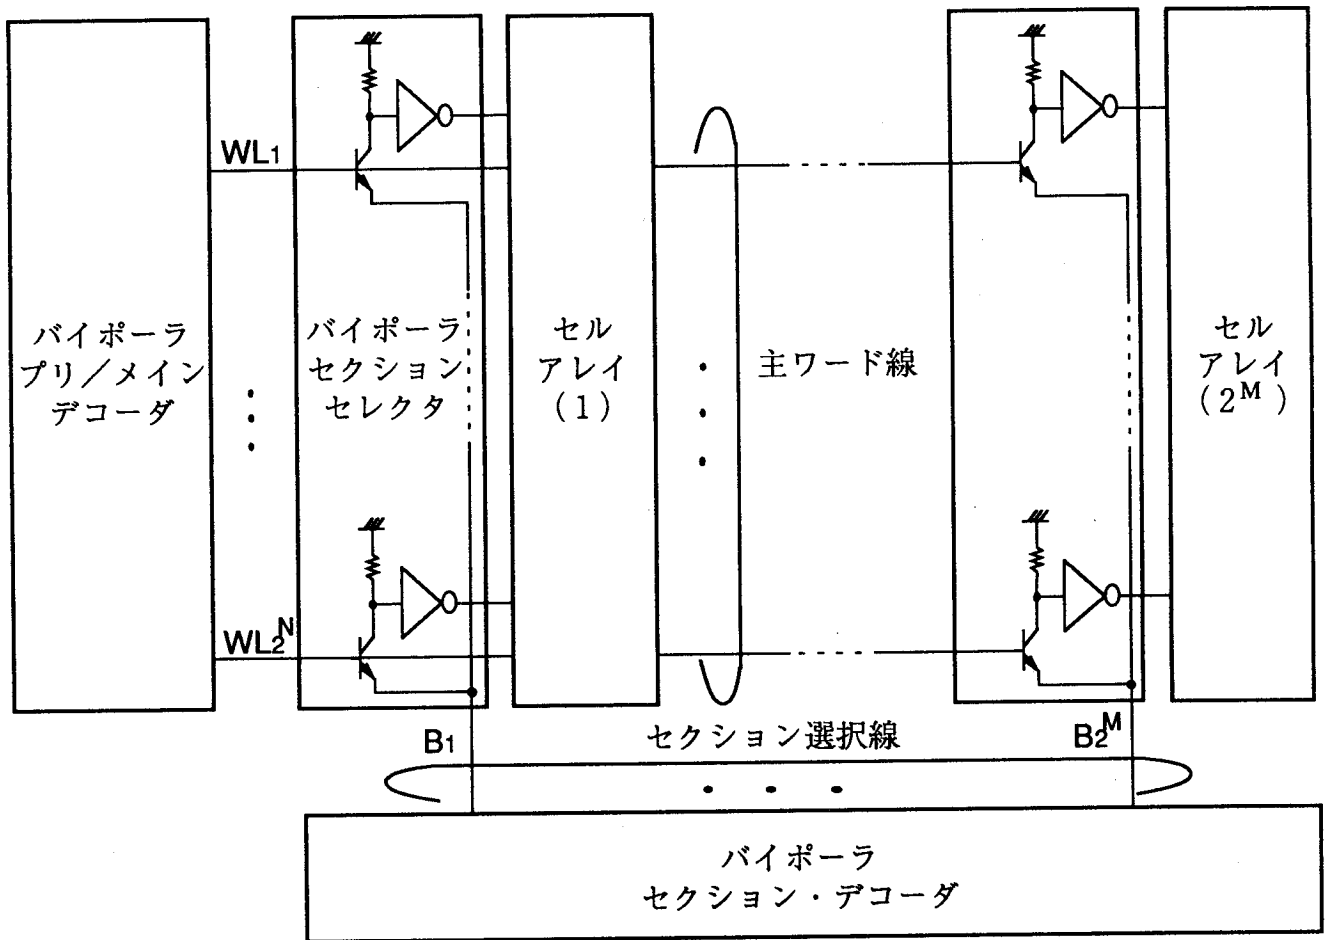 WL1
バイポーラ
プリ／メイン
デコーダ
バイポーラ
セクション
セレクタ
セル
アレイ
(1)
主ワード線
セル
アレイ
(2^M)
WL2^N
B1
セクション選択線
B2^M
バイポーラ
セクション・デコーダ